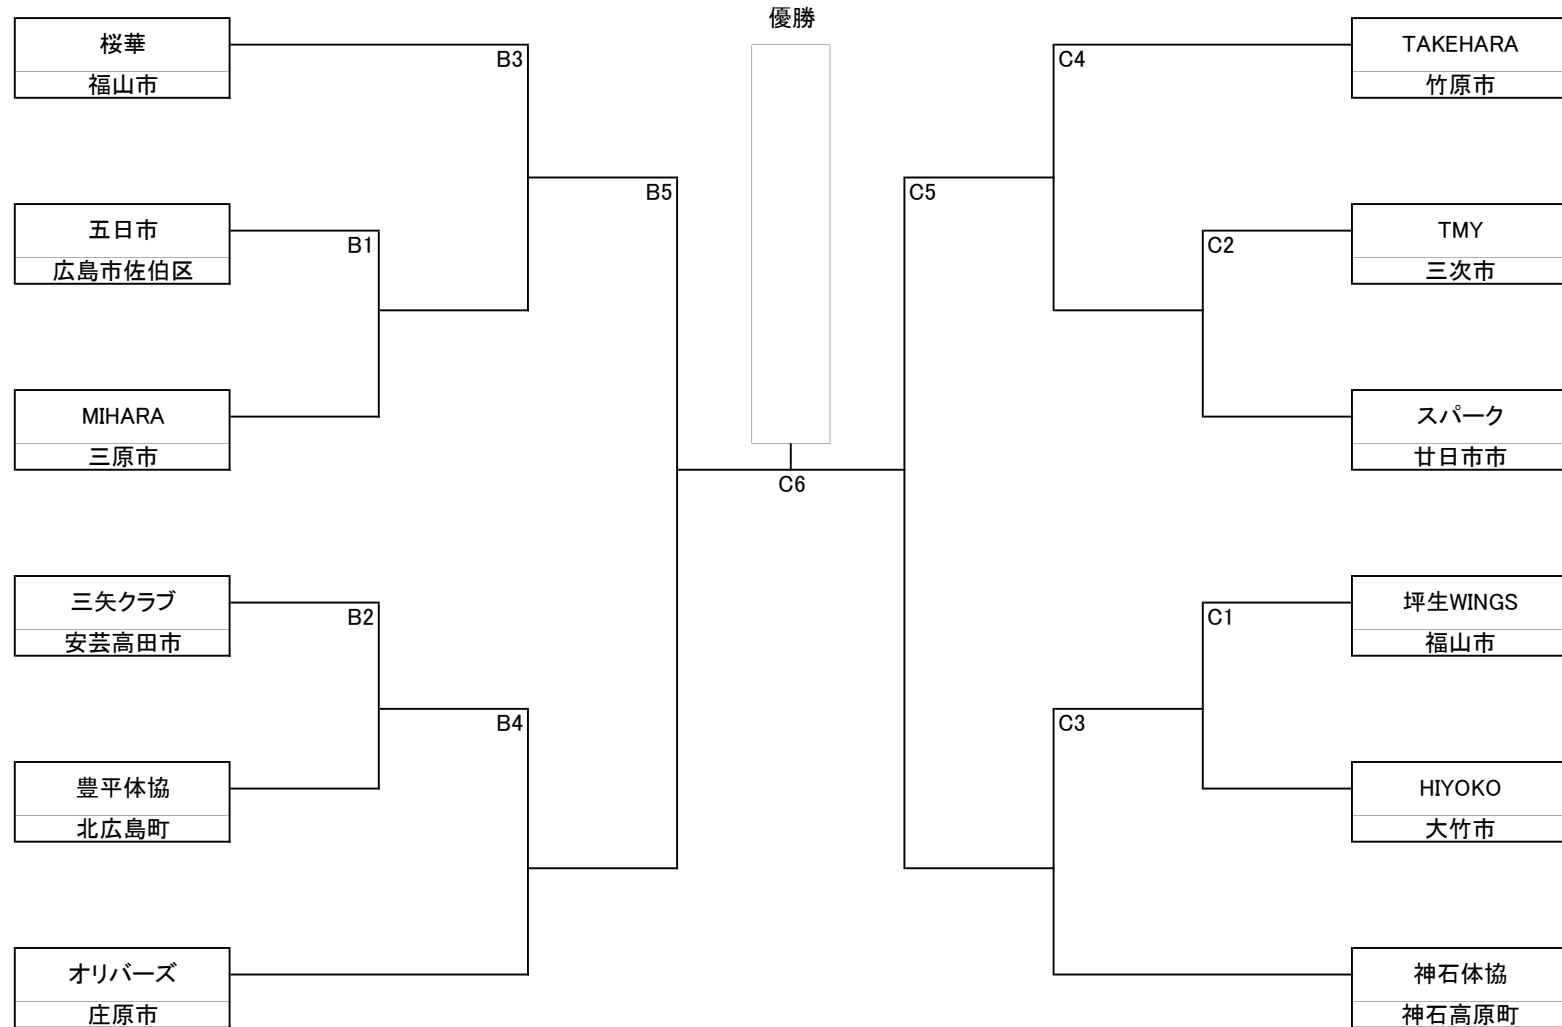 優勝
桜華
福山市
B3
五日市
広島市佐伯区
B1
B5
MIHARA
三原市
三矢クラブ
安芸高田市
B2
豊平体協
北広島町
B4
オリバーズ
庄原市
C6
TAKEHARA
竹原市
C4
TMY
三次市
C2
C5
スパーク
廿日市市
坪生WINGS
福山市
C1
HIYOKO
大竹市
C3
神石体協
神石高原町